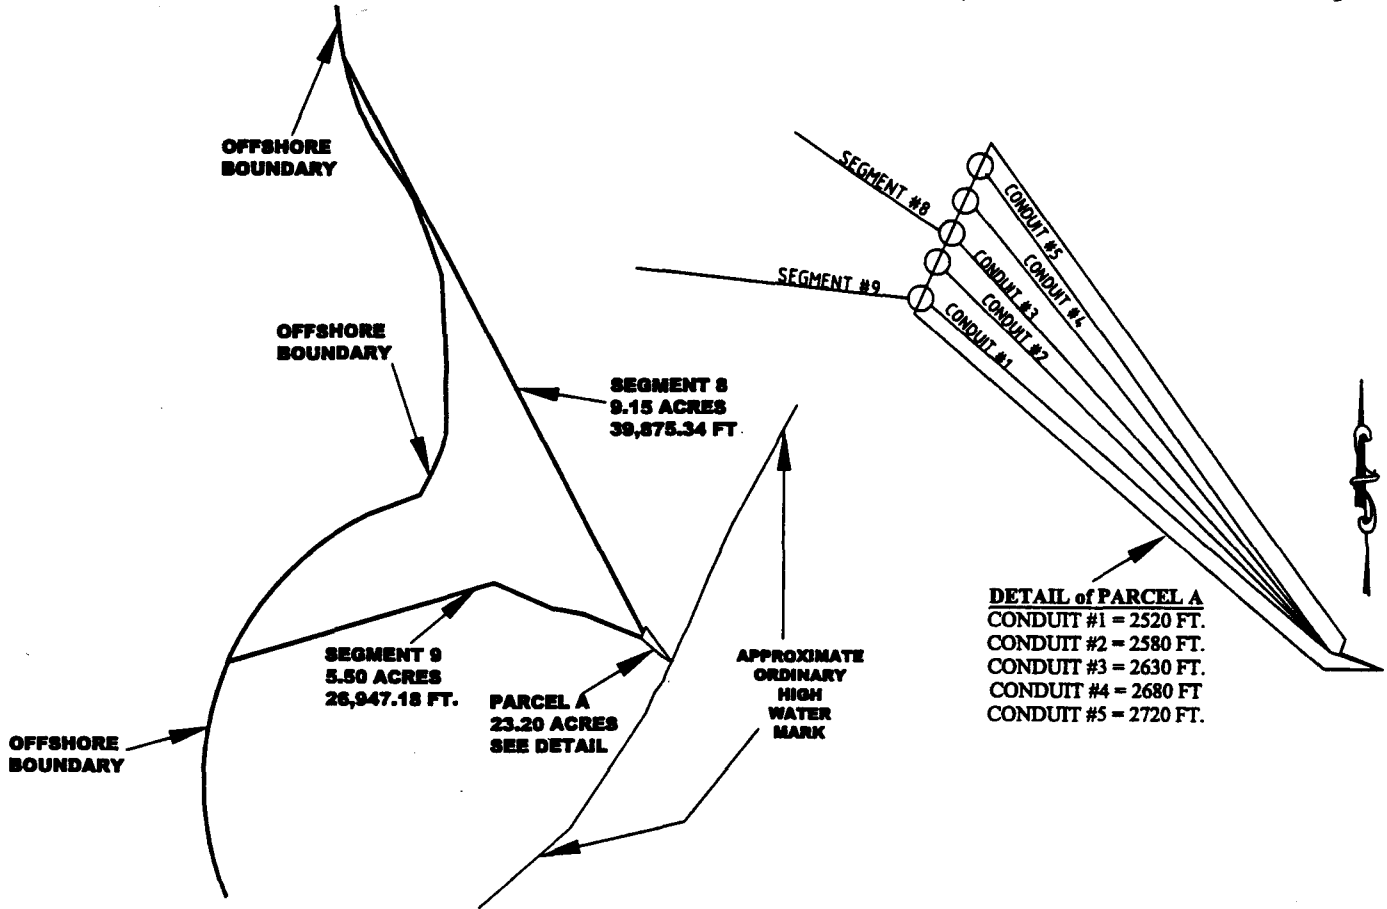 OFFSHORE
BOUNDARY
SEGMENT #8
SEGMENT #9
CONDUIT #5
CONDUIT #4
CONDUIT #3
CONDUIT #2
CONDUIT #1
OFFSHORE
BOUNDARY
SEGMENT 8
9.15 ACRES
39,875.34 FT
SEGMENT 9
5.50 ACRES
26,947.18 FT.
PARCEL A
23.20 ACRES
SEE DETAIL
APPROXIMATE
ORDINARY
HIGH
WATER
MARK
OFFSHORE
BOUNDARY
DETAIL of PARCEL A
CONDUIT #1 = 2520 FT.
CONDUIT #2 = 2580 FT.
CONDUIT #3 = 2630 FT.
CONDUIT #4 = 2680 FT
CONDUIT #5 = 2720 FT.